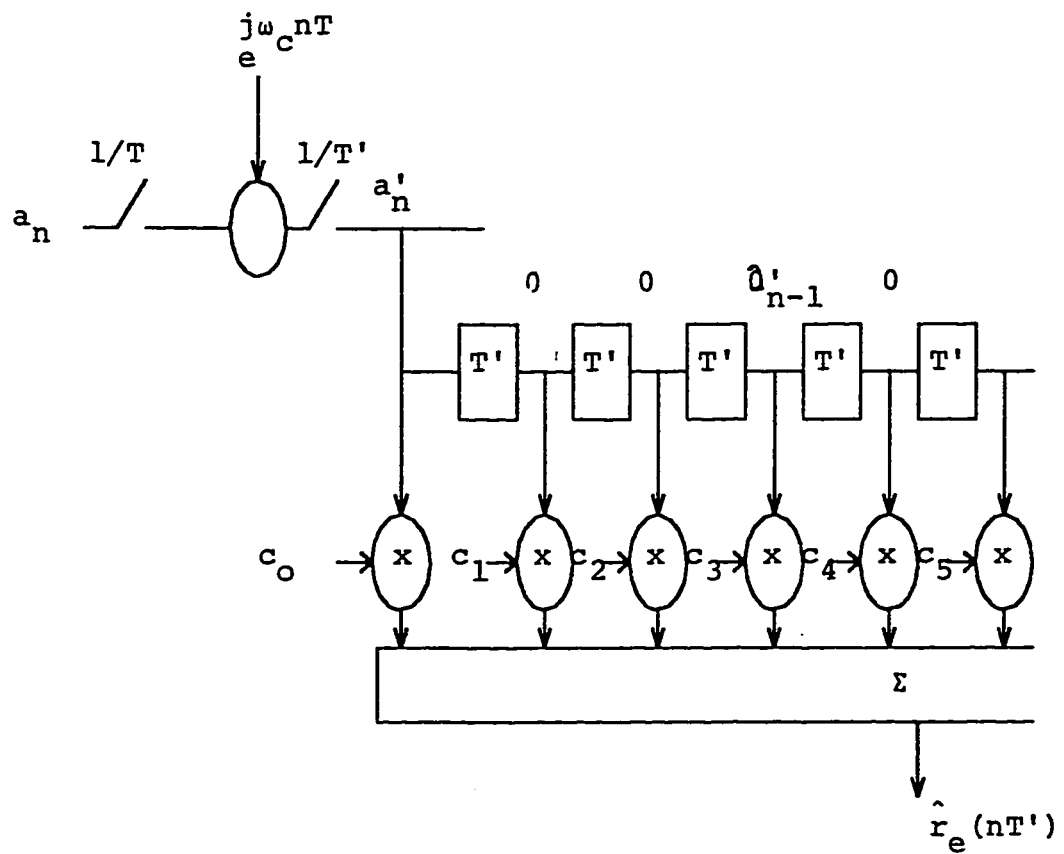 e^{jω_c nT}
1/T 1/T'
a_n a'_n
0 0 â'_{n-1} 0
T' T' T' T' T'
c_o x c_1 x c_2 x c_3 x c_4 x c_5 x
Σ
r̂_e(nT')